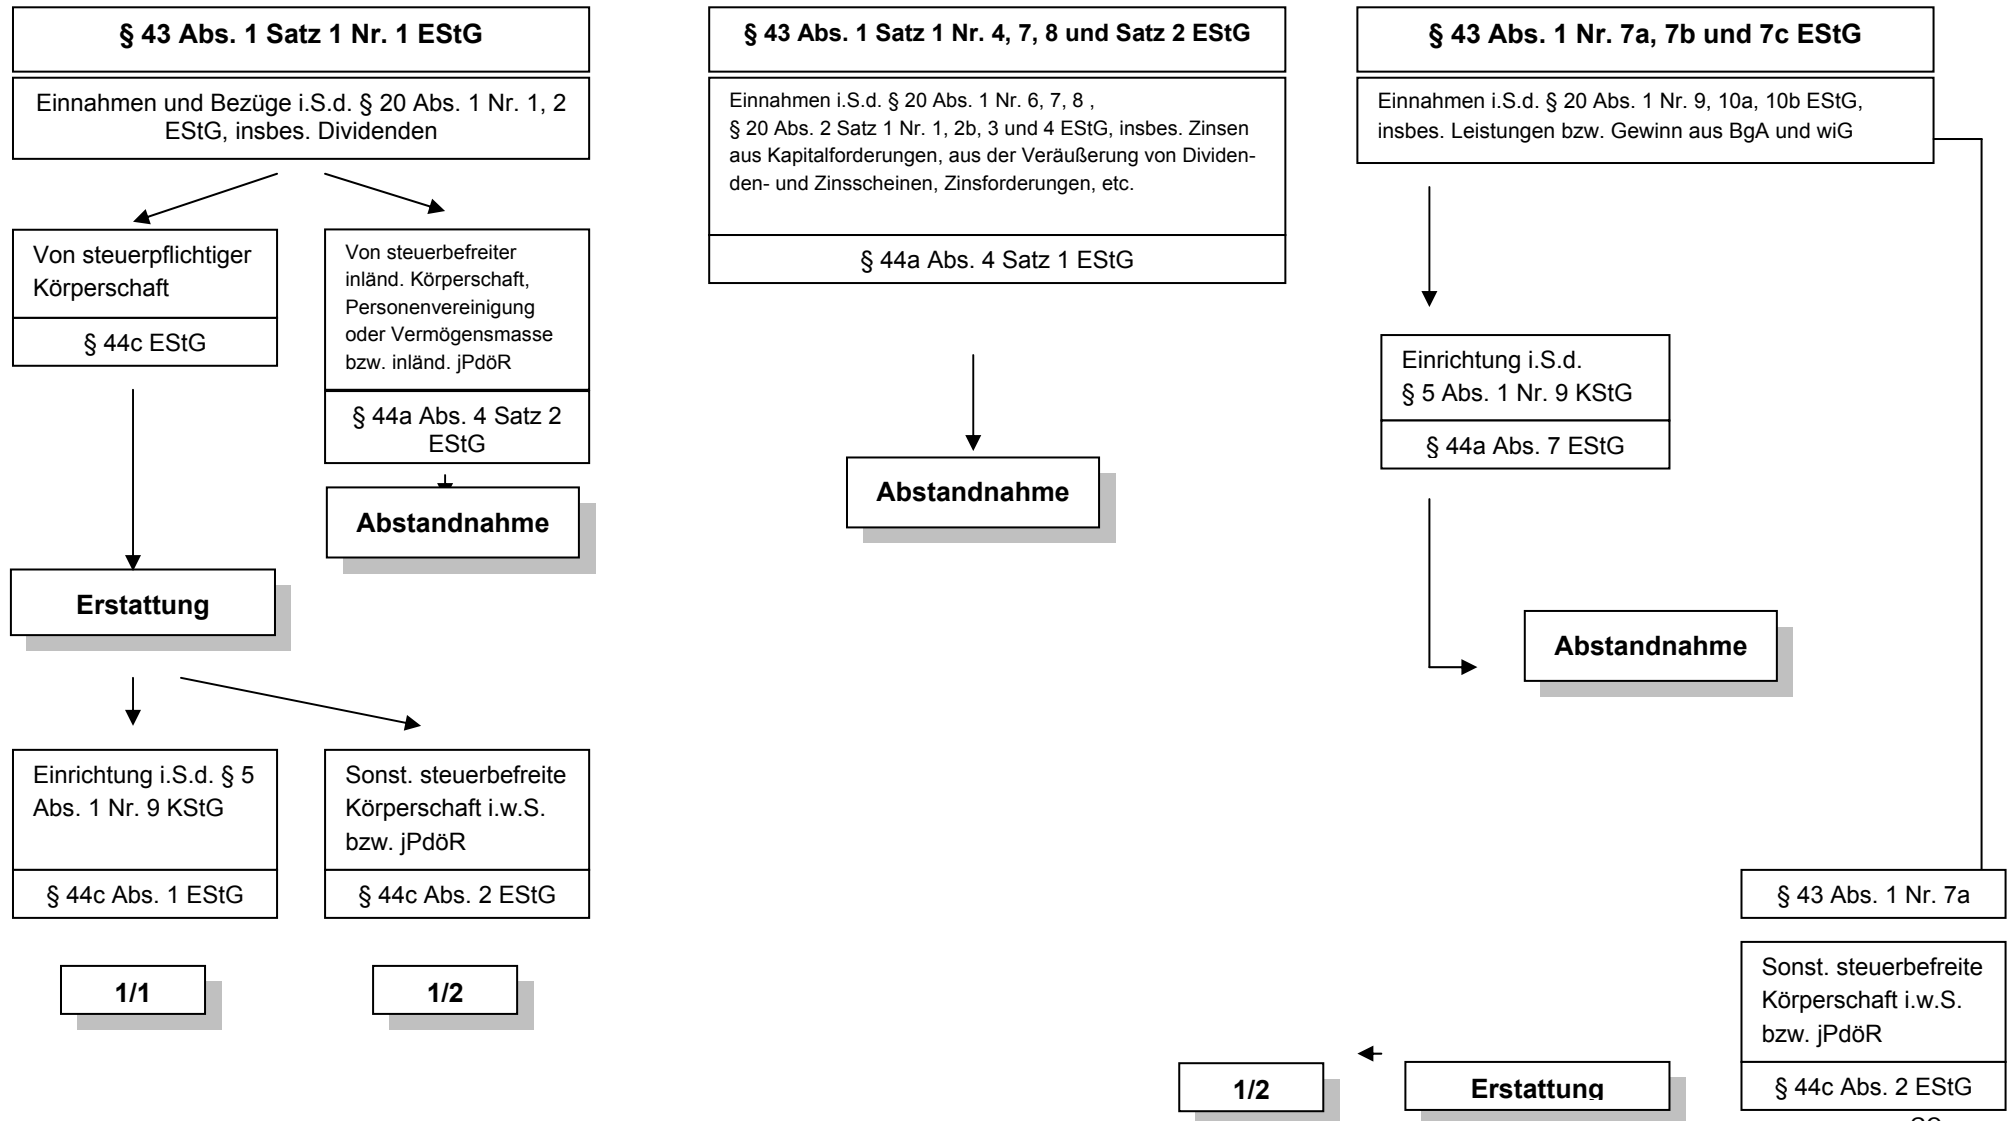 § 43 Abs. 1 Satz 1 Nr. 1 EStG
Einnahmen und Bezüge i.S.d. § 20 Abs. 1 Nr. 1, 2
EStG, insbes. Dividenden
Von steuerpflichtiger
Körperschaft
§ 44c EStG
Von steuerbefreiter
inländ. Körperschaft,
Personenvereinigung
oder Vermögensmasse
bzw. inländ. jPdöR
§ 44a Abs. 4 Satz 2
EStG
Abstandnahme
Erstattung
Einrichtung i.S.d. § 5
Abs. 1 Nr. 9 KStG
§ 44c Abs. 1 EStG
1/1
Sonst. steuerbefreite
Körperschaft i.w.S.
bzw. jPdöR
§ 44c Abs. 2 EStG
1/2
§ 43 Abs. 1 Satz 1 Nr. 4, 7, 8 und Satz 2 EStG
Einnahmen i.S.d. § 20 Abs. 1 Nr. 6, 7, 8 ,
§ 20 Abs. 2 Satz 1 Nr. 1, 2b, 3 und 4 EStG, insbes. Zinsen
aus Kapitalforderungen, aus der Veräußerung von Dividen-
den- und Zinsscheinen, Zinsforderungen, etc.
§ 44a Abs. 4 Satz 1 EStG
Abstandnahme
§ 43 Abs. 1 Nr. 7a, 7b und 7c EStG
Einnahmen i.S.d. § 20 Abs. 1 Nr. 9, 10a, 10b EStG,
insbes. Leistungen bzw. Gewinn aus BgA und wiG
Einrichtung i.S.d.
§ 5 Abs. 1 Nr. 9 KStG
§ 44a Abs. 7 EStG
Abstandnahme
§ 43 Abs. 1 Nr. 7a
Sonst. steuerbefreite
Körperschaft i.w.S.
bzw. jPdöR
§ 44c Abs. 2 EStG
Erstattung
1/2